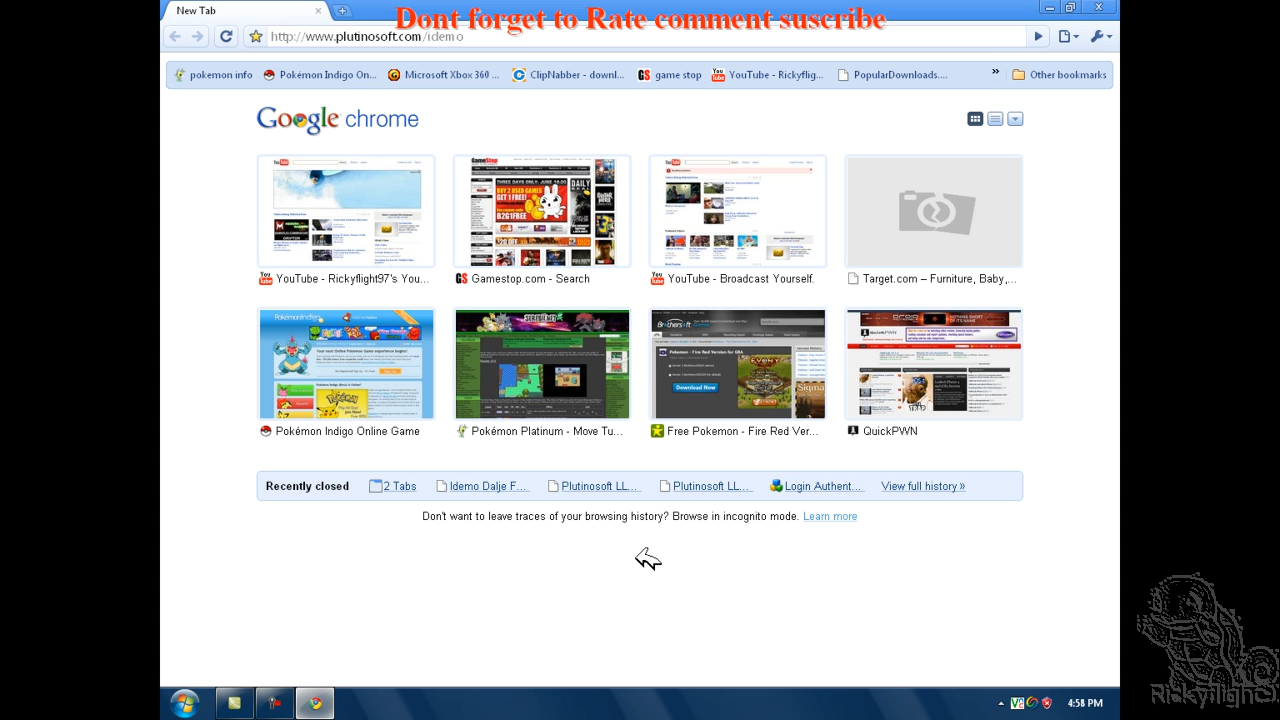 New Tab
Dont forget to Rate comment suscribe
http://www.plutinosoft.com/idemo
pokemon info
Pokémon Indigo On...
Microsoft Xbox 360 ...
ClipNabber - downl...
game stop
YouTube - Rickyflig...
PopularDownloads....
»
Other bookmarks
Google chrome
YouTube - Rickyflight97's You...
Gamestop.com - Search
YouTube - Broadcast Yourself.
Target.com – Furniture, Baby,...
Pokémon Indigo Online Game
Pokémon Platinum - Move Tu...
Free Pokemon - Fire Red Ver...
QuickPWN
Recently closed
2 Tabs
Idemo Dalje F...
Plutinosoft LL...
Plutinosoft LL...
Login Authent...
View full history »
Don't want to leave traces of your browsing history? Browse in incognito mode. Learn more
4:58 PM